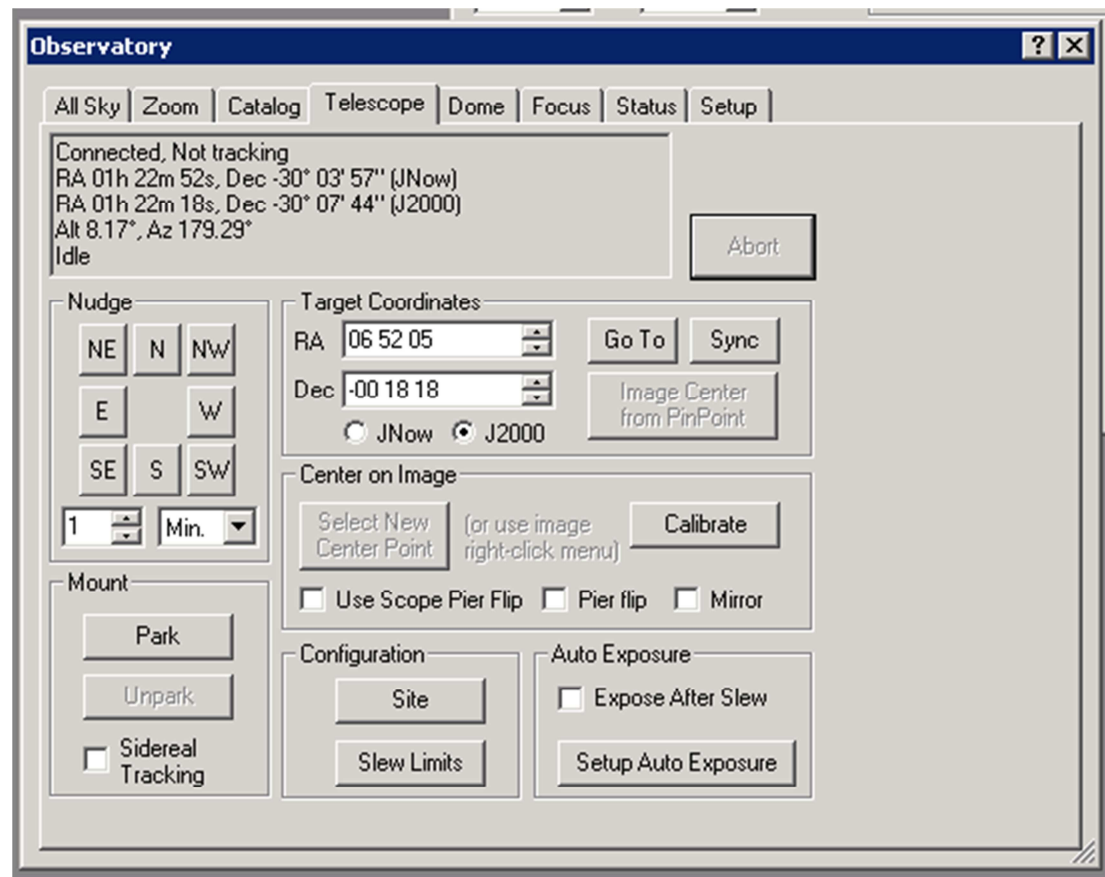 Observatory
All Sky Zoom Catalog Telescope Dome Focus Status Setup
Connected, Not tracking
RA 01h 22m 52s, Dec -30° 03' 57'' (JNow)
RA 01h 22m 18s, Dec -30° 07' 44'' (J2000)
Alt 8.17°, Az 179.29°
Idle
Abort
Nudge
NE N NW
E W
SE S SW
1 Min.
Target Coordinates
RA 06 52 05
Go To Sync
Dec -00 18 18
Image Center
from PinPoint
JNow J2000
Center on Image
Select New
Center Point
(or use image
right-click menu)
Calibrate
Use Scope Pier Flip Pier flip Mirror
Mount
Park
Unpark
Sidereal
Tracking
Configuration
Site
Slew Limits
Auto Exposure
Expose After Slew
Setup Auto Exposure